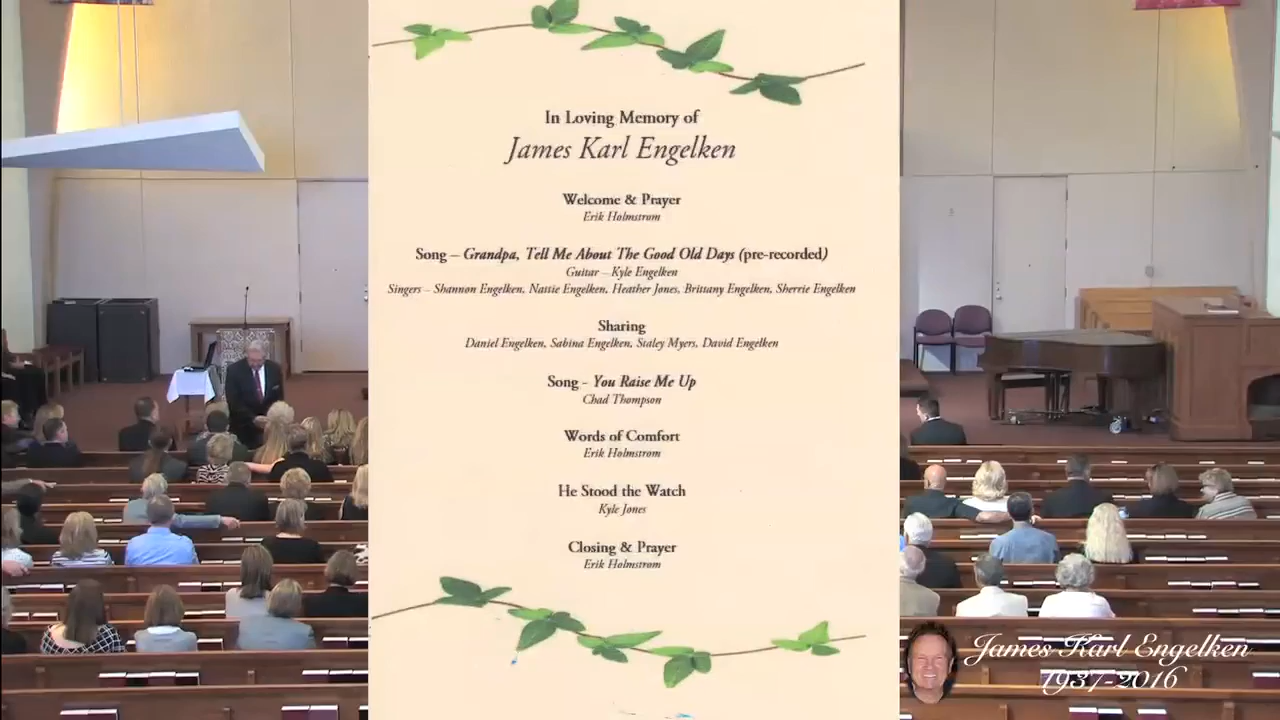 In Loving Memory of
James Karl Engelken
Welcome & Prayer
Erik Holmstrom
Song – Grandpa, Tell Me About The Good Old Days (pre-recorded)
Guitar – Kyle Engelken
Singers – Shannon Engelken, Nassie Engelken, Heather Jones, Brittany Engelken, Sherrie Engelken
Sharing
Daniel Engelken, Sabina Engelken, Staley Myers, David Engelken
Song - You Raise Me Up
Chad Thompson
Words of Comfort
Erik Holmstrom
He Stood the Watch
Kyle Jones
Closing & Prayer
Erik Holmstrom
James Karl Engelken
1937-2016